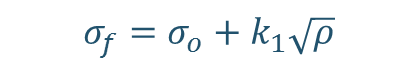 σ_f = σ_o + k_1√ρ